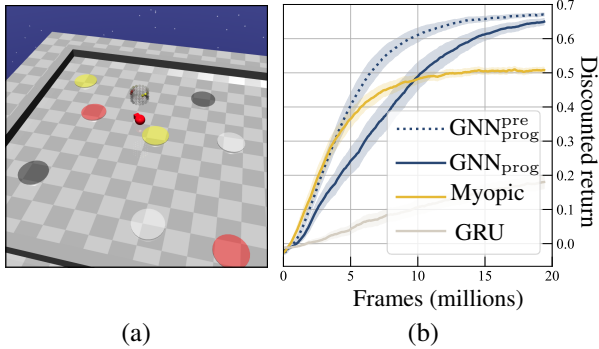 0.7
0.6
0.5
0.4
0.3
0.2
0.1
0.0
Discounted return
GNN^pre_prog
GNN_prog
Myopic
GRU
0 5 10 15 20
Frames (millions)
(a) (b)